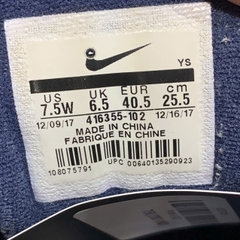 YS
US UK EUR cm
7.5W 6.5 40.5 25.5
12/09/17 416355-102 12/16/17
MADE IN CHINA
FABRIQUE EN CHINE
108075791 UPC 00640135290923